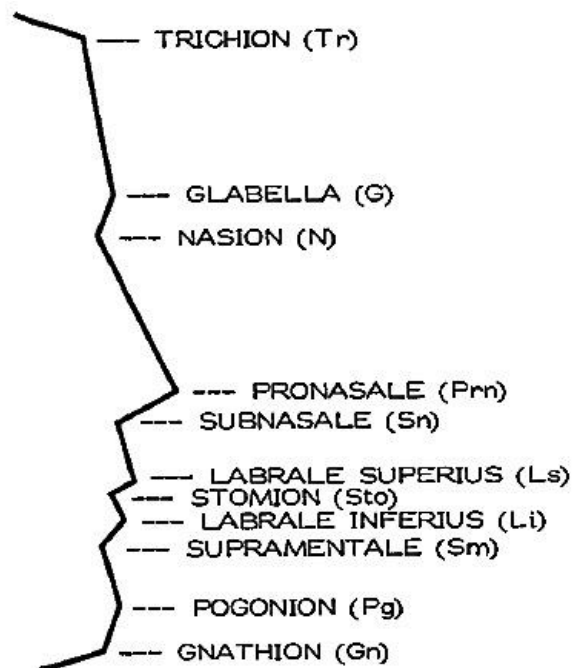 TRICHION (Tr)
GLABELLA (G)
NASION (N)
PRONASALE (Prn)
SUBNASALE (Sn)
LABRALE SUPERIUS (Ls)
STOMION (Sto)
LABRALE INFERIUS (Li)
SUPRAMENTALE (Sm)
POGONION (Pg)
GNATHION (Gn)